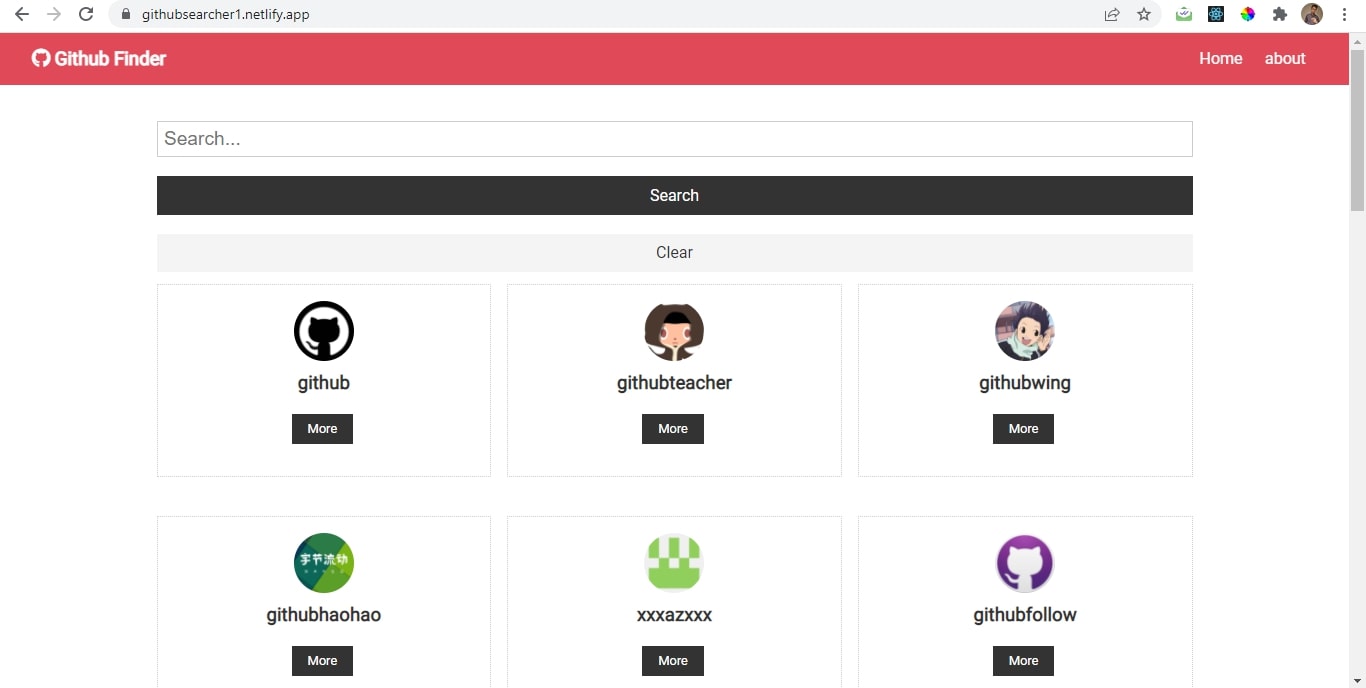 githubsearcher1.netlify.app
Github Finder
Home
about
Search...
Search
Clear
github
githubteacher
githubwing
More
More
More
字节流动
githubhaohao
xxxazxxx
githubfollow
More
More
More